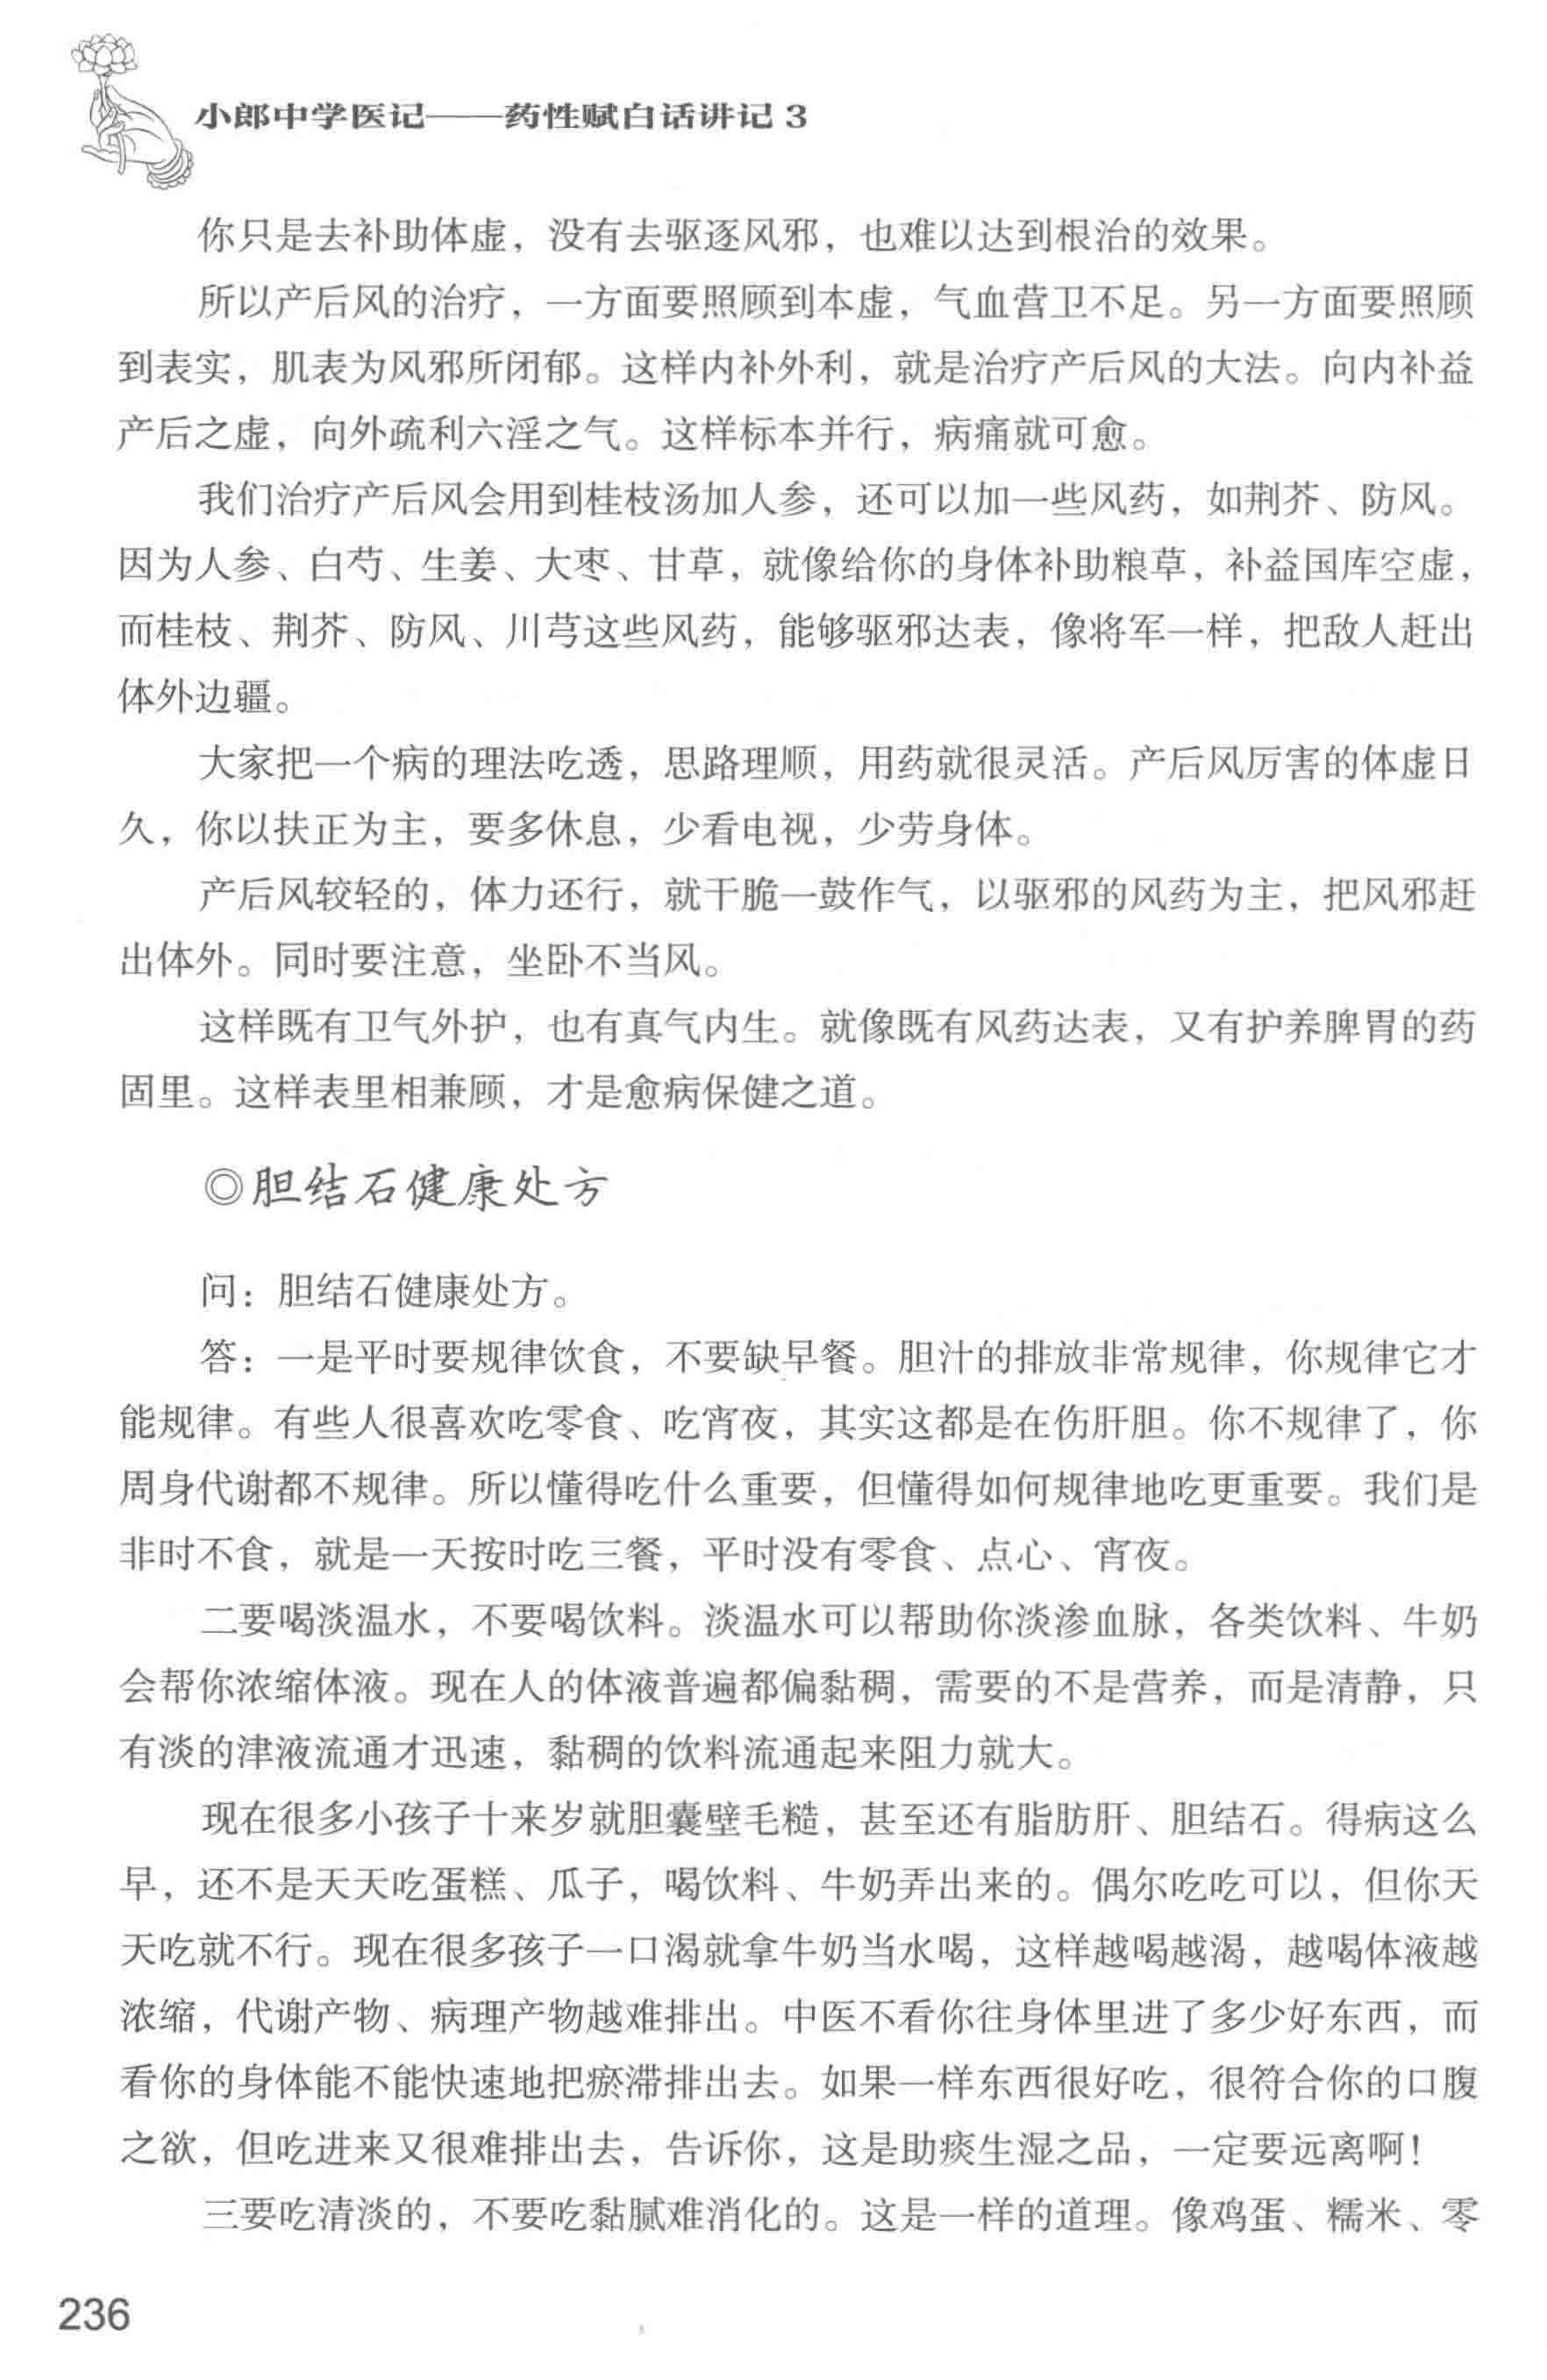 小郎中学医记——药性赋白话讲记 3
你只是去补助体虚，没有去驱逐风邪，也难以达到根治的效果。
所以产后风的治疗，一方面要照顾到本虚，气血营卫不足。另一方面要照顾
到表实，肌表为风邪所闭郁。这样内补外利，就是治疗产后风的大法。向内补益
产后之虚，向外疏利六淫之气。这样标本并行，病痛就可愈。
我们治疗产后风会用到桂枝汤加人参，还可以加一些风药，如荆芥、防风。
因为人参、白芍、生姜、大枣、甘草，就像给你的身体补助粮草，补益国库空虚，
而桂枝、荆芥、防风、川芎这些风药，能够驱邪达表，像将军一样，把敌人赶出
体外边疆。
大家把一个病的理法吃透，思路理顺，用药就很灵活。产后风厉害的体虚日
久，你以扶正为主，要多休息，少看电视，少劳身体。
产后风较轻的，体力还行，就干脆一鼓作气，以驱邪的风药为主，把风邪赶
出体外。同时要注意，坐卧不当风。
这样既有卫气外护，也有真气内生。就像既有风药达表，又有护养脾胃的药
固里。这样表里相兼顾，才是愈病保健之道。
◎胆结石健康处方
问：胆结石健康处方。
答：一是平时要规律饮食，不要缺早餐。胆汁的排放非常规律，你规律它才
能规律。有些人很喜欢吃零食、吃宵夜，其实这都是在伤肝胆。你不规律了，你
周身代谢都不规律。所以懂得吃什么重要，但懂得如何规律地吃更重要。我们是
非时不食，就是一天按时吃三餐，平时没有零食、点心、宵夜。
二要喝淡温水，不要喝饮料。淡温水可以帮助你淡渗血脉，各类饮料、牛奶
会帮你浓缩体液。现在人的体液普遍都偏黏稠，需要的不是营养，而是清静，只
有淡的津液流通才迅速，黏稠的饮料流通起来阻力就大。
现在很多小孩子十来岁就胆囊壁毛糙，甚至还有脂肪肝、胆结石。得病这么
早，还不是天天吃蛋糕、瓜子，喝饮料、牛奶弄出来的。偶尔吃吃可以，但你天
天吃就不行。现在很多孩子一口渴就拿牛奶当水喝，这样越喝越渴，越喝体液越
浓缩，代谢产物、病理产物越难排出。中医不看你往身体里进了多少好东西，而
看你的身体能不能快速地把瘀滞排出去。如果一样东西很好吃，很符合你的口腹
之欲，但吃进来又很难排出去，告诉你，这是助痰生湿之品，一定要远离啊！
三要吃清淡的，不要吃黏腻难消化的。这是一样的道理。像鸡蛋、糯米、零
236